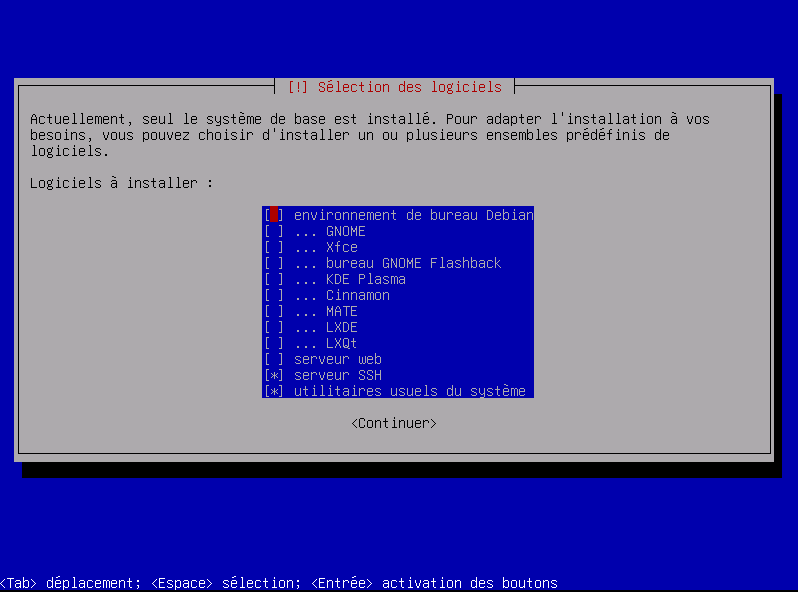 [!] Sélection des logiciels
Actuellement, seul le système de base est installé. Pour adapter l'installation à vos
besoins, vous pouvez choisir d'installer un ou plusieurs ensembles prédéfinis de
logiciels.
Logiciels à installer :
[ ] environnement de bureau Debian
[ ] ... GNOME
[ ] ... Xfce
[ ] ... bureau GNOME Flashback
[ ] ... KDE Plasma
[ ] ... Cinnamon
[ ] ... MATE
[ ] ... LXDE
[ ] ... LXQt
[ ] serveur web
[*] serveur SSH
[*] utilitaires usuels du système
<Continuer>
<Tab> déplacement; <Espace> sélection; <Entrée> activation des boutons